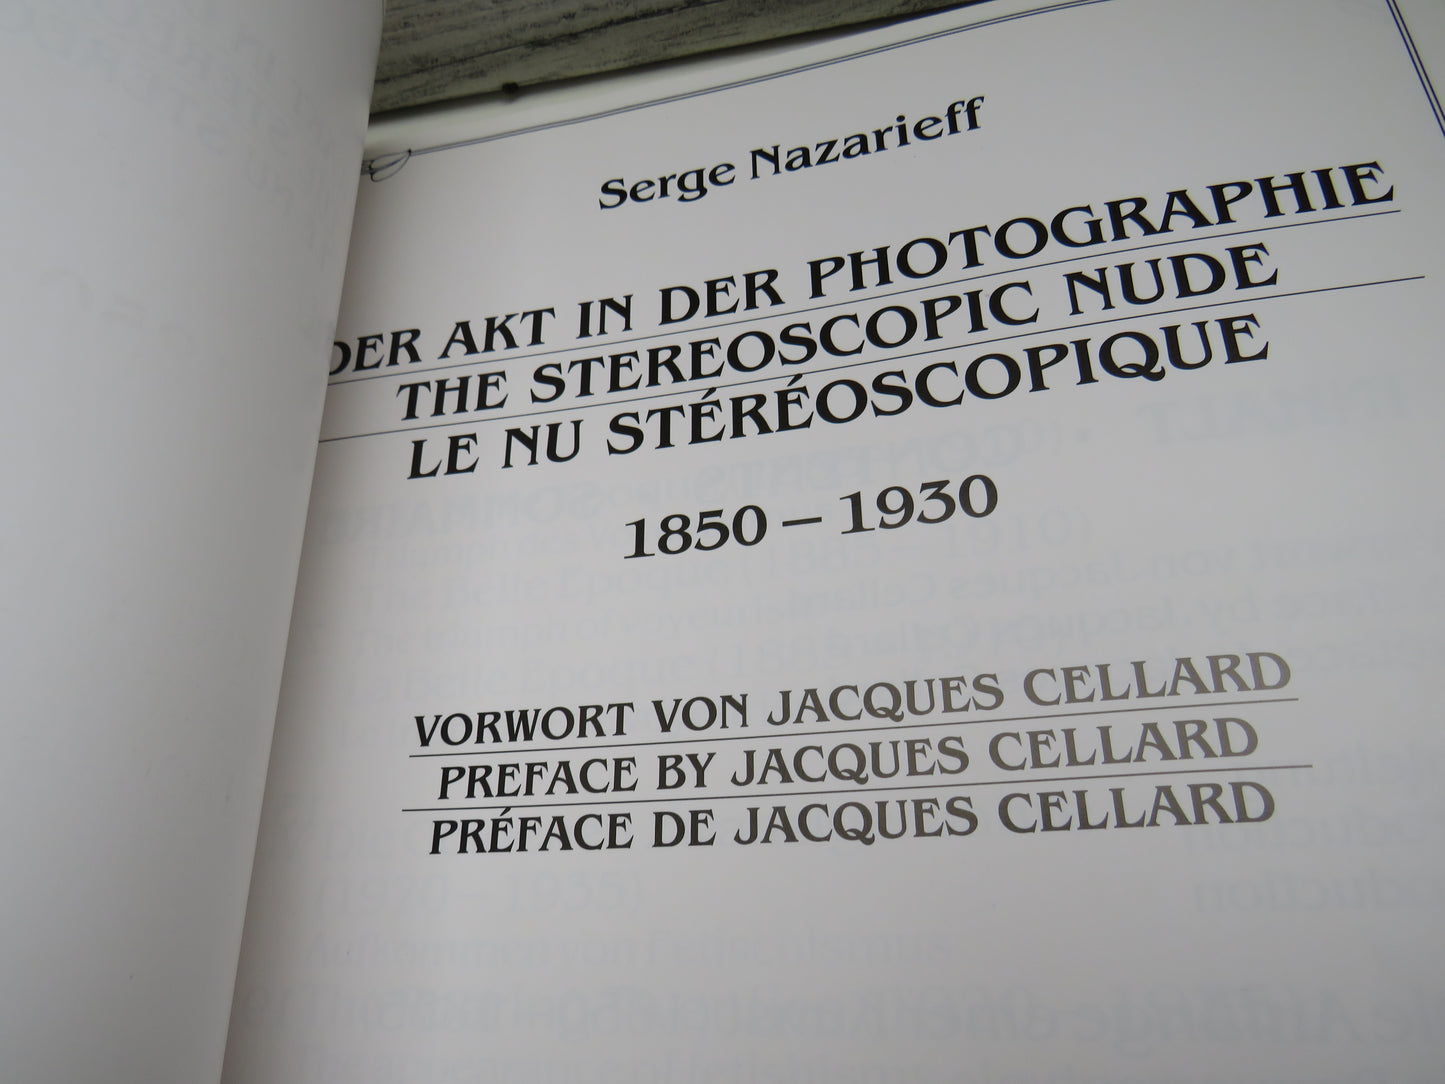 Serge Nazarieff
DER AKT IN DER PHOTOGRAPHIE
THE STEREOSCOPIC NUDE
LE NU STÉRÉOSCOPIQUE
1850 – 1930
VORWORT VON JACQUES CELLARD
PREFACE BY JACQUES CELLARD
PRÉFACE DE JACQUES CELLARD